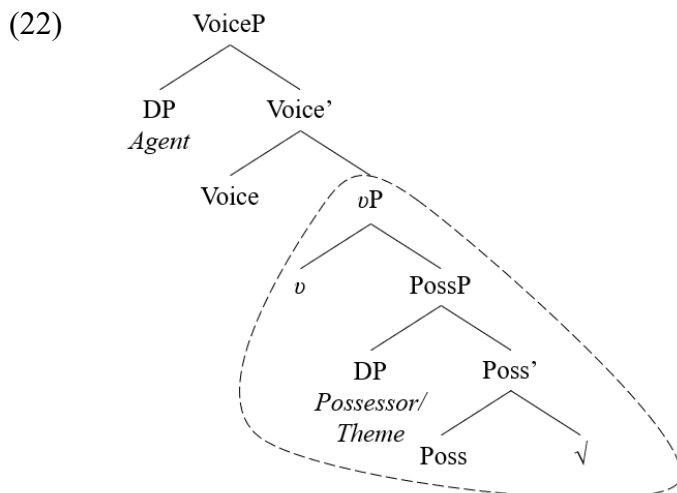 (22)
VoiceP
DP Voice’
Agent
Voice υP
υ PossP
DP Poss’
Possessor/
Theme
Poss √